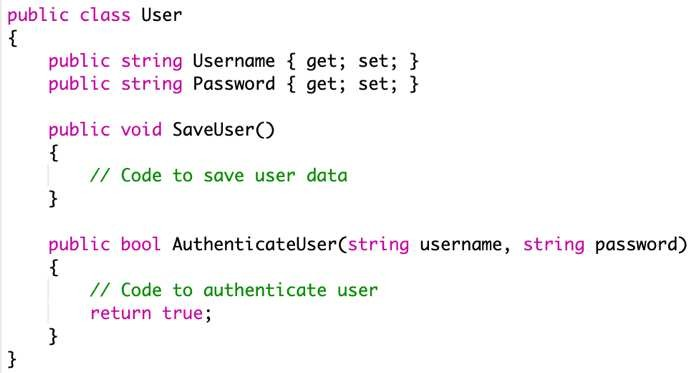 public class User
{
    public string Username { get; set; }
    public string Password { get; set; }

    public void SaveUser()
    {
        // Code to save user data
    }

    public bool AuthenticateUser(string username, string password)
    {
        // Code to authenticate user
        return true;
    }
}